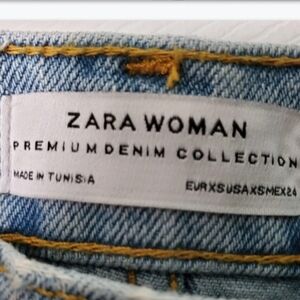 ZARA WOMAN
PREMIUM DENIM COLLECTION
MADE IN TUNISIA
EUR XS USA XS MEX 24